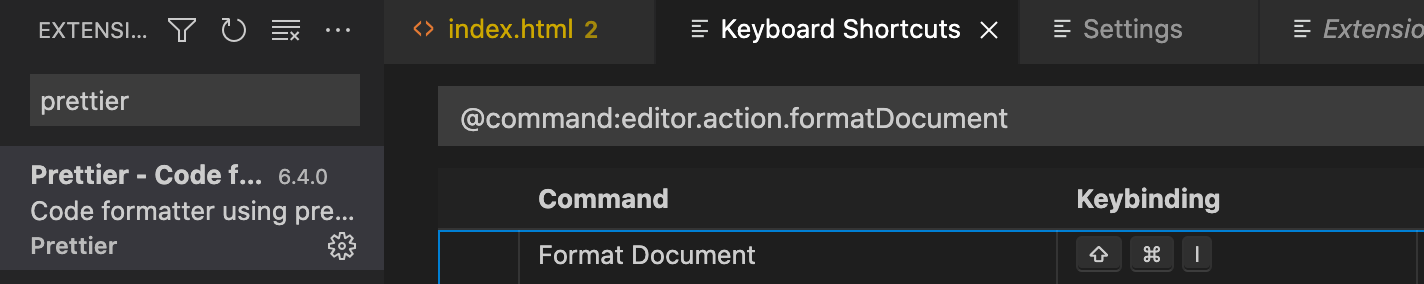 EXTENSI...
index.html 2
Keyboard Shortcuts
Settings
Extensio
prettier
@command:editor.action.formatDocument
Prettier - Code f... 6.4.0
Code formatter using pre...
Prettier
Command Keybinding
Format Document ⇧ ⌘ I